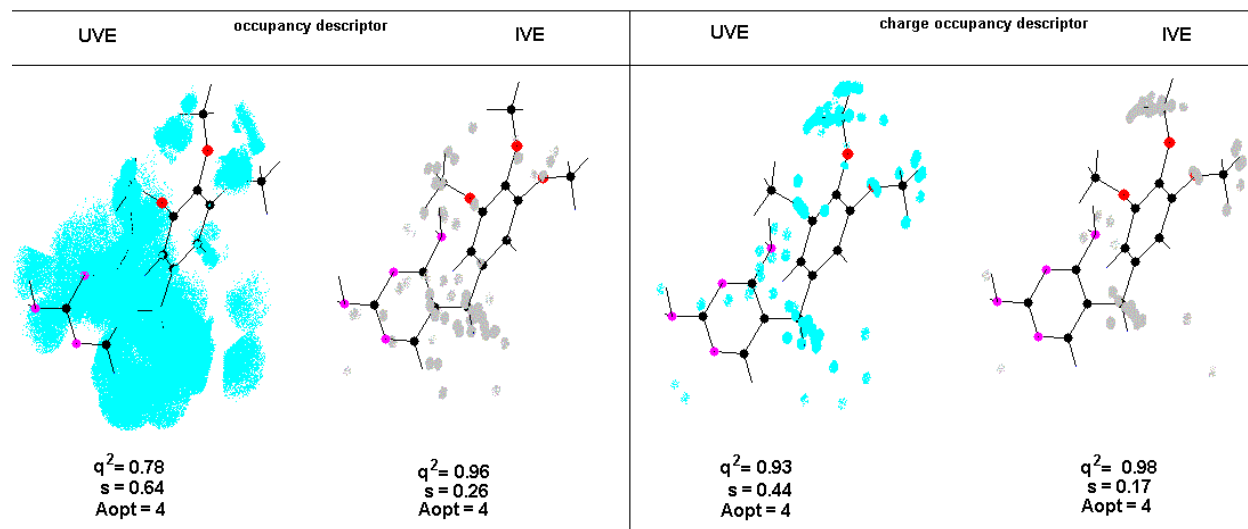 occupancy descriptor
UVE
IVE
charge occupancy descriptor
UVE
IVE
q² = 0.78
s = 0.64
Aopt = 4
q² = 0.96
s = 0.26
Aopt = 4
q² = 0.93
s = 0.44
Aopt = 4
q² = 0.98
s = 0.17
Aopt = 4